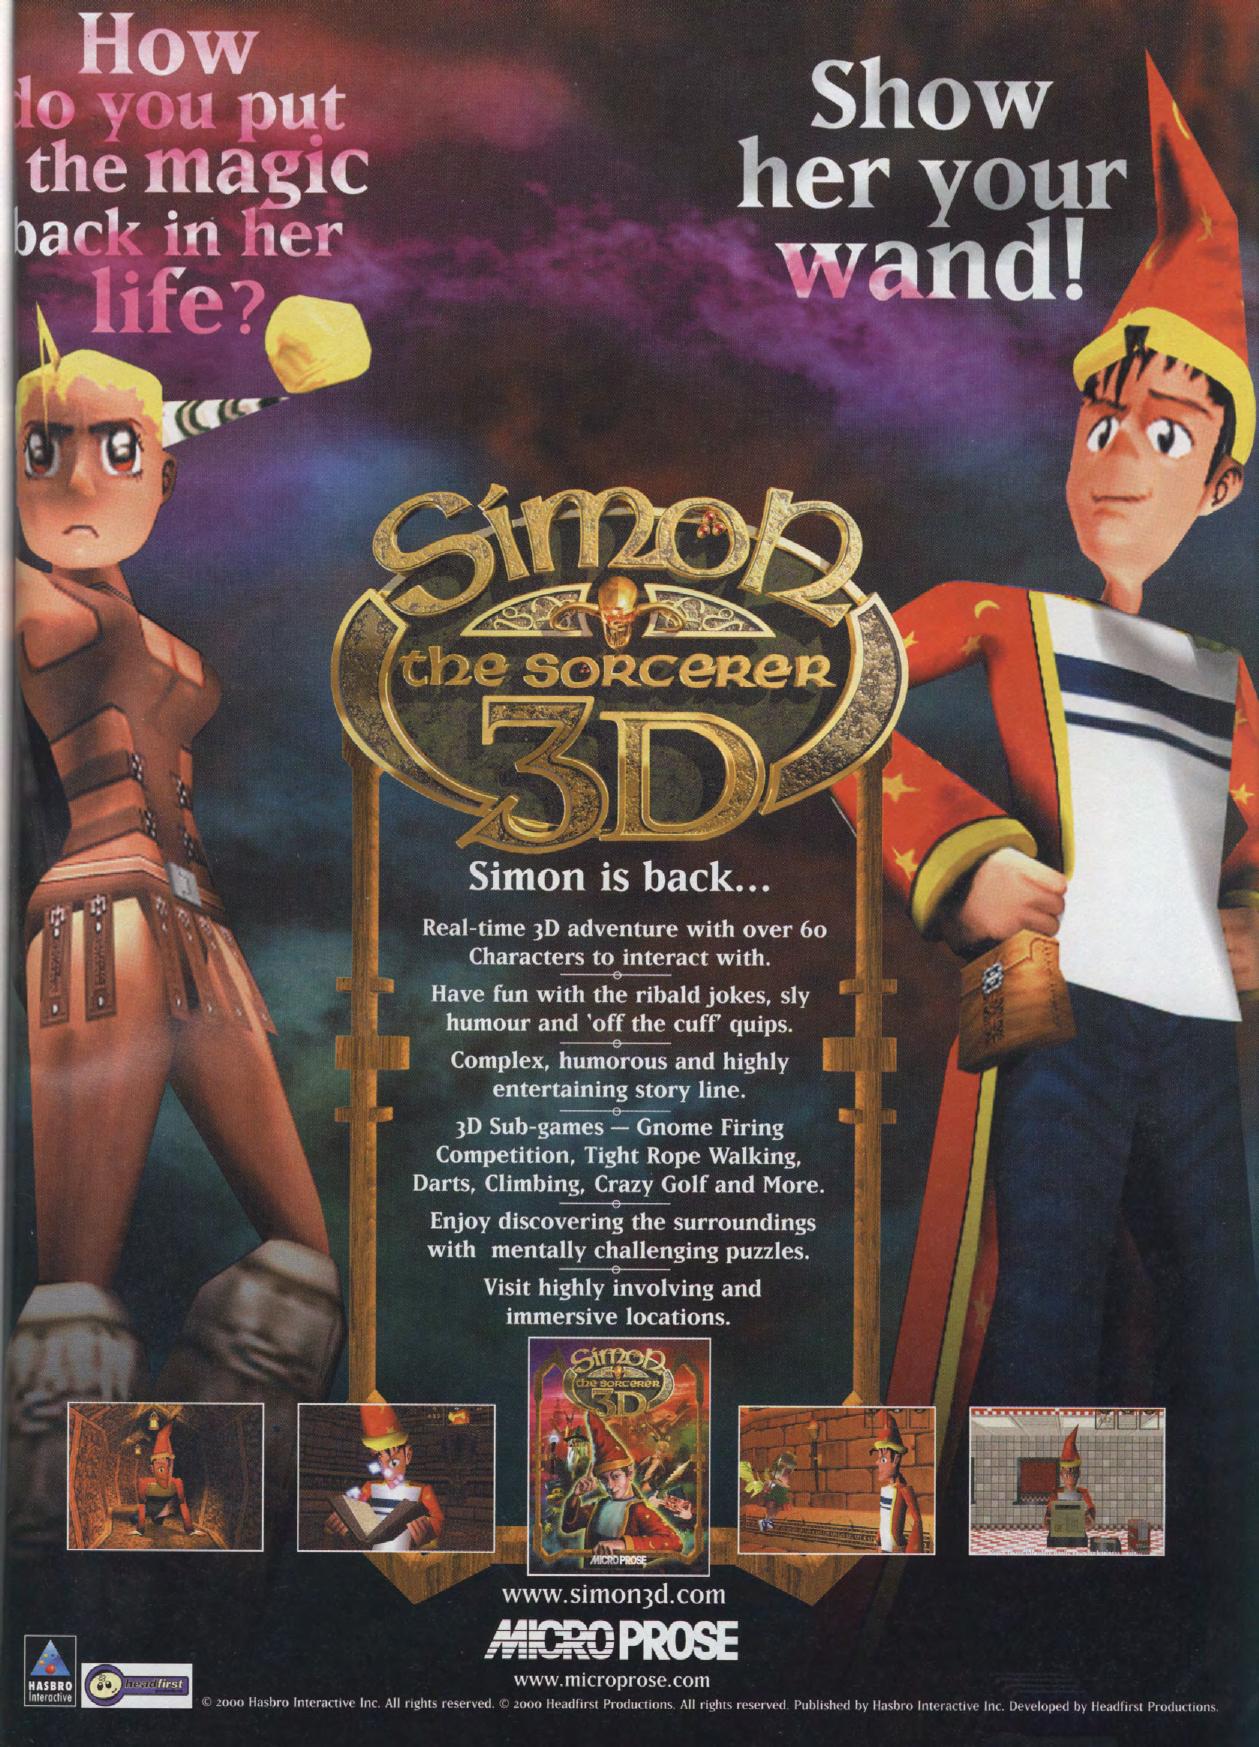 How
do you put
the magic
back in her
life?
Show
her your
wand!
Simon
the SORCERER
3D
Simon is back...
Real-time 3D adventure with over 60
Characters to interact with.
Have fun with the ribald jokes, sly
humour and 'off the cuff' quips.
Complex, humorous and highly
entertaining story line.
3D Sub-games — Gnome Firing
Competition, Tight Rope Walking,
Darts, Climbing, Crazy Golf and More.
Enjoy discovering the surroundings
with mentally challenging puzzles.
Visit highly involving and
immersive locations.
Simon
the SORCERER
3D
MICROPROSE
www.simon3d.com
MICROPROSE
www.microprose.com
HASBRO
Interactive
headfirst
© 2000 Hasbro Interactive Inc. All rights reserved. © 2000 Headfirst Productions. All rights reserved. Published by Hasbro Interactive Inc. Developed by Headfirst Productions.